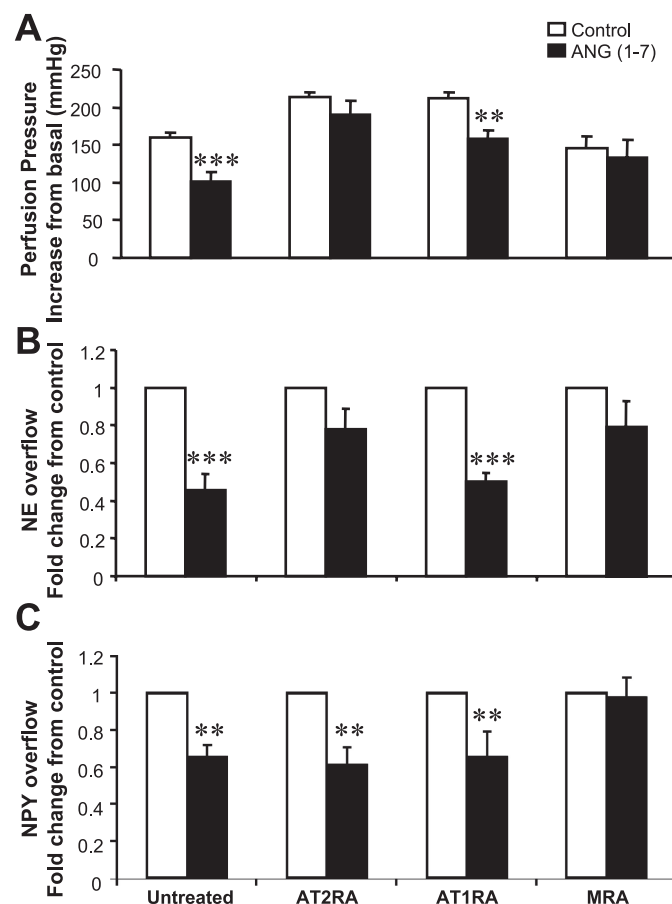 A
Control
ANG (1-7)
Perfusion Pressure
Increase from basal (mmHg)
250
200
150
100
50
0
***
**
B
NE overflow
Fold change from control
1.2
1
0.8
0.6
0.4
0.2
0
***
***
C
NPY overflow
Fold change from control
1.2
1
0.8
0.6
0.4
0.2
0
**
**
**
Untreated AT2RA AT1RA MRA